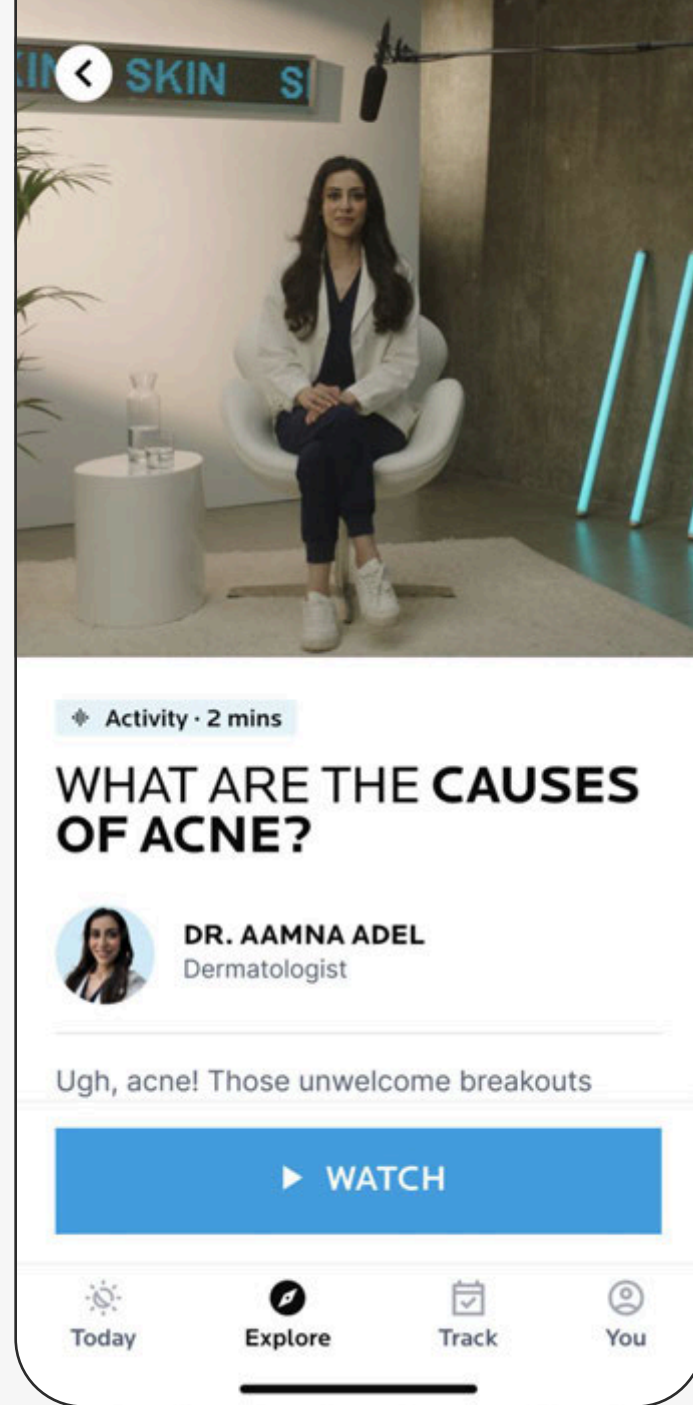 SKIN S
Activity · 2 mins
WHAT ARE THE CAUSES
OF ACNE?
DR. AAMNA ADEL
Dermatologist
Ugh, acne! Those unwelcome breakouts
WATCH
Today Explore Track You